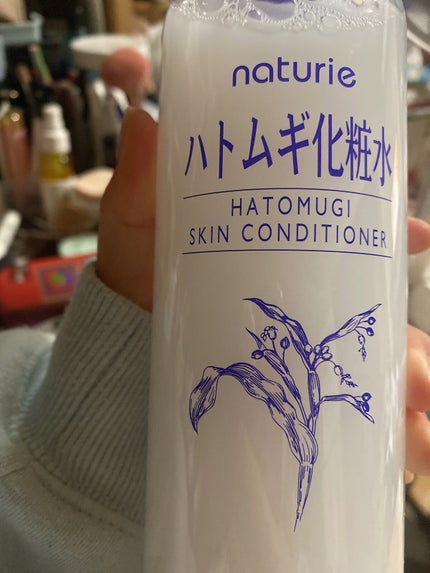 naturie
ハトムギ化粧水
HATOMUGI
SKIN CONDITIONER